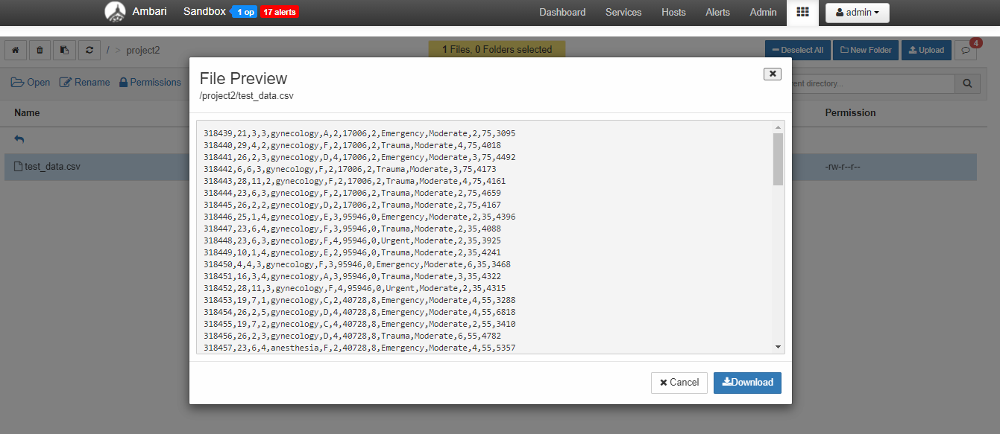 Ambari Sandbox 1 op 17 alerts Dashboard Services Hosts Alerts Admin admin
/ > project2 1 Files, 0 Folders selected Deselect All New Folder Upload 4
Open Rename Permissions rent directory...
Name Permission
test_data.csv -rw-r--r--
File Preview
/project2/test_data.csv
318439,21,3,3,gynecology,A,2,17006,2,Emergency,Moderate,2,75,3095
318440,29,4,2,gynecology,F,2,17006,2,Trauma,Moderate,4,75,4018
318441,26,2,3,gynecology,D,4,17006,2,Emergency,Moderate,3,75,4492
318442,6,6,3,gynecology,F,2,17006,2,Trauma,Moderate,3,75,4173
318443,28,11,2,gynecology,F,2,17006,2,Trauma,Moderate,4,75,4161
318444,23,6,3,gynecology,F,2,17006,2,Trauma,Moderate,2,75,4659
318445,26,2,2,gynecology,D,2,17006,2,Trauma,Moderate,2,75,4167
318446,25,1,4,gynecology,E,3,95946,0,Emergency,Moderate,2,35,4396
318447,23,6,4,gynecology,F,3,95946,0,Trauma,Moderate,2,35,4088
318448,23,6,3,gynecology,F,4,95946,0,Urgent,Moderate,2,35,3925
318449,10,1,4,gynecology,E,2,95946,0,Trauma,Moderate,2,35,4241
318450,4,4,3,gynecology,F,3,95946,0,Emergency,Moderate,6,35,3468
318451,16,3,4,gynecology,A,3,95946,0,Trauma,Moderate,3,35,4322
318452,28,11,3,gynecology,F,4,95946,0,Urgent,Moderate,2,35,4315
318453,19,7,1,gynecology,C,2,40728,8,Emergency,Moderate,4,55,3288
318454,26,2,5,gynecology,D,4,40728,8,Emergency,Moderate,4,55,6818
318455,19,7,2,gynecology,C,4,40728,8,Emergency,Moderate,2,55,3410
318456,26,2,3,gynecology,D,4,40728,8,Trauma,Moderate,6,55,4782
318457,23,6,4,anesthesia,F,2,40728,8,Emergency,Moderate,4,55,5357
Cancel Download